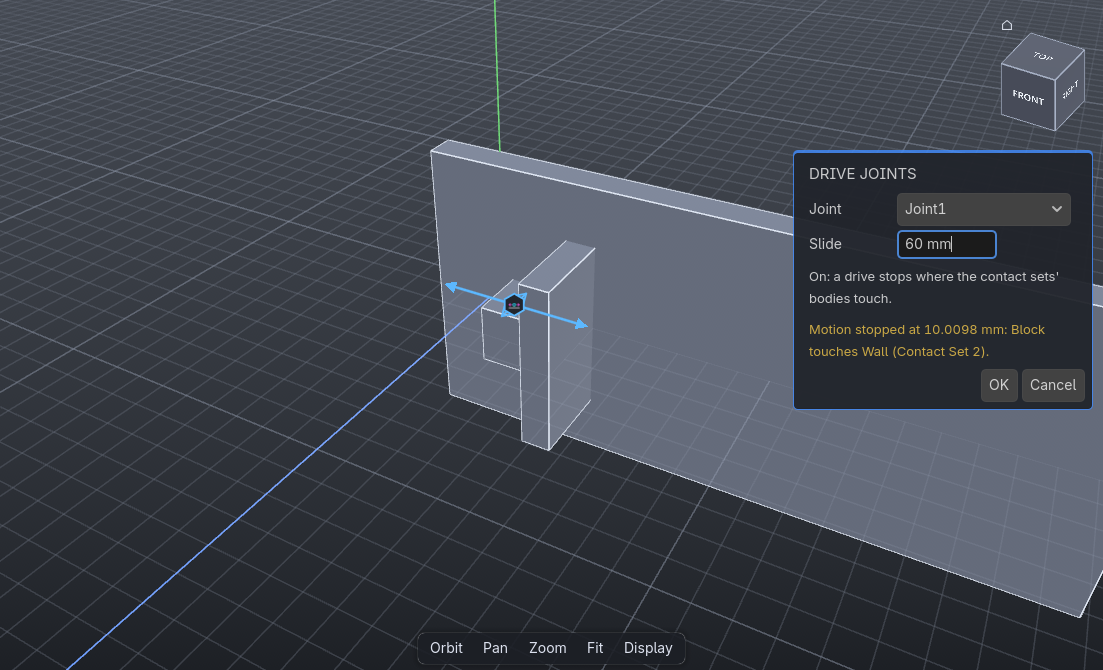 TOP
FRONT
RIGHT
DRIVE JOINTS
Joint Joint1
Slide 60 mm
On: a drive stops where the contact sets'
bodies touch.
Motion stopped at 10.0098 mm: Block
touches Wall (Contact Set 2).
OK Cancel
Orbit Pan Zoom Fit Display